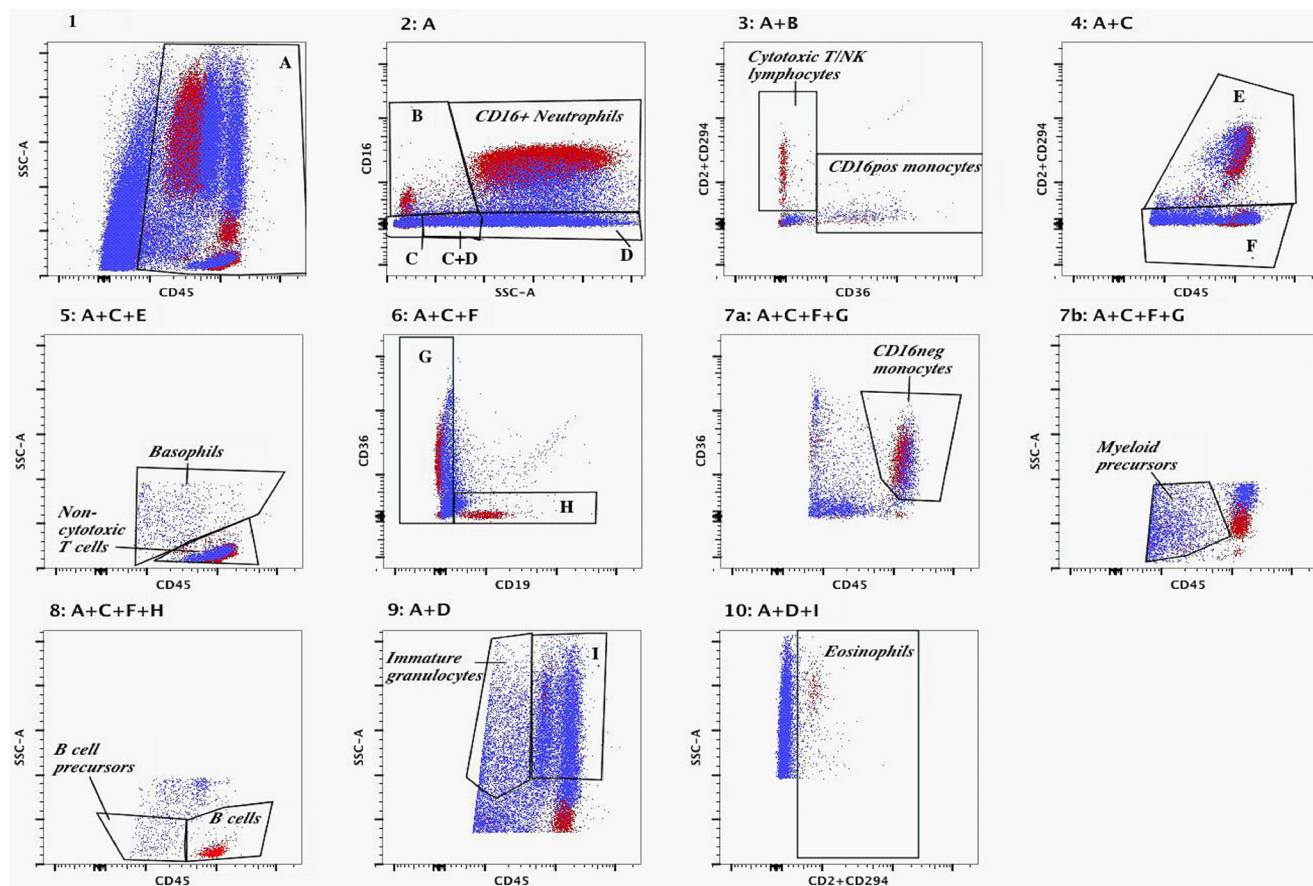 1
A
SSC-A
CD45
2: A
B
CD16+ Neutrophils
CD16
C
C+D
D
SSC-A
3: A+B
Cytotoxic T/NK
lymphocytes
CD16pos monocytes
CD2+CD294
CD36
4: A+C
E
F
CD2+CD294
CD45
5: A+C+E
Basophils
Non-
cytotoxic
T cells
SSC-A
CD45
6: A+C+F
G
H
CD36
CD19
7a: A+C+F+G
CD16neg
monocytes
CD36
CD45
7b: A+C+F+G
Myeloid
precursors
SSC-A
CD45
8: A+C+F+H
B cell
precursors
B cells
SSC-A
CD45
9: A+D
Immature
granulocytes
I
SSC-A
CD45
10: A+D+I
Eosinophils
SSC-A
CD2+CD294